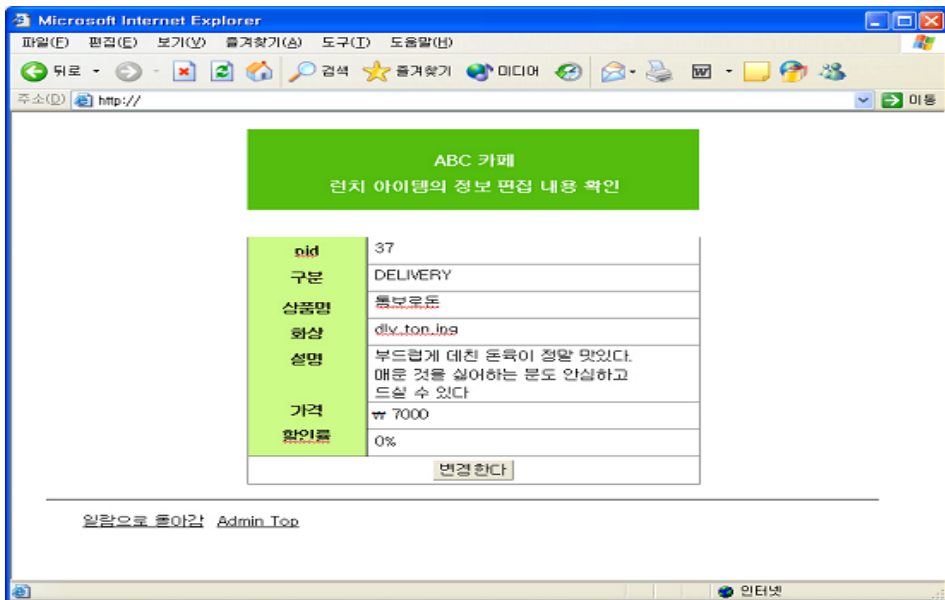 Microsoft Internet Explorer
파일(F) 편집(E) 보기(V) 즐겨찾기(A) 도구(T) 도움말(H)
뒤로 검색 즐겨찾기 미디어
주소(D) http:// 이동
ABC 카페
런치 아이템의 정보 편집 내용 확인
pid 37
구분 DELIVERY
상품명 통보로돈
화상 dly_ton.jpg
설명 부드럽게 데친 돈육이 정말 맛있다.
매운 것을 싫어하는 분도 안심하고
드실 수 있다
가격 ₩ 7000
할인률 0%
변경한다
일람으로 돌아감 Admin Top
인터넷